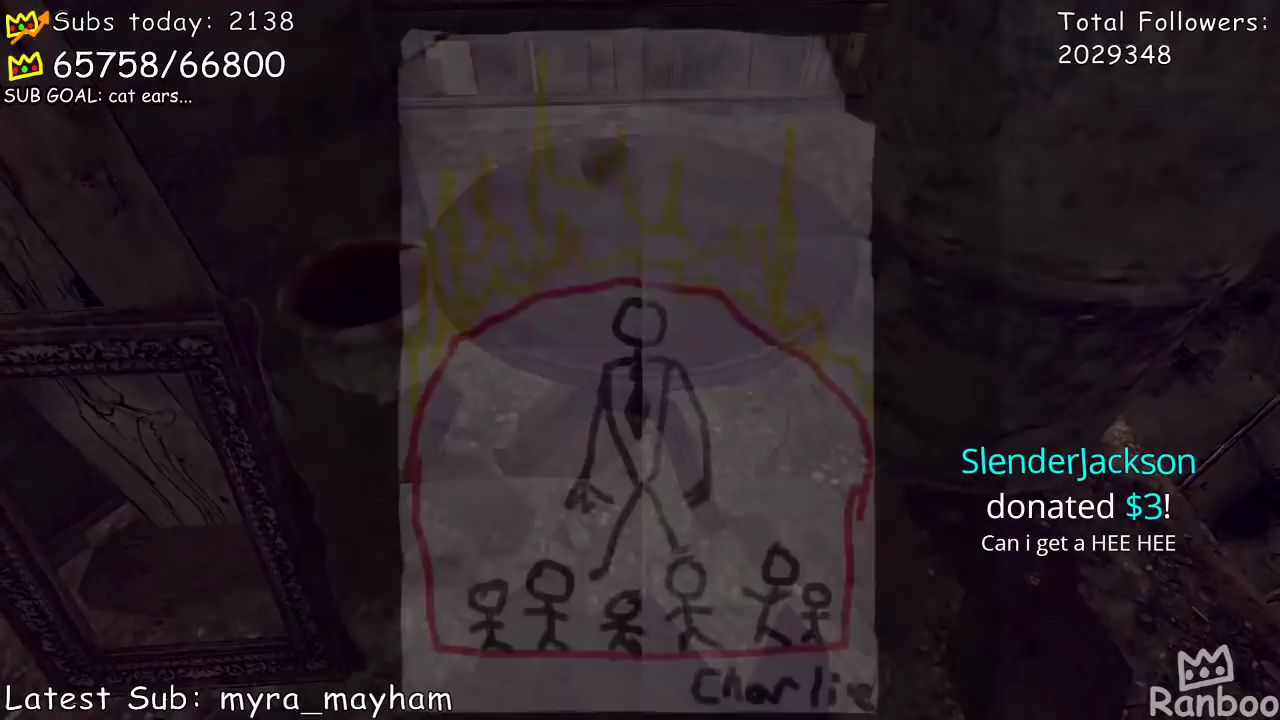 Subs today: 2138
65758/66800
SUB GOAL: cat ears...
Total Followers:
2029348
SlenderJackson
donated $3!
Can i get a HEE HEE
Charlie
Latest Sub: myra_mayham
Ranboo